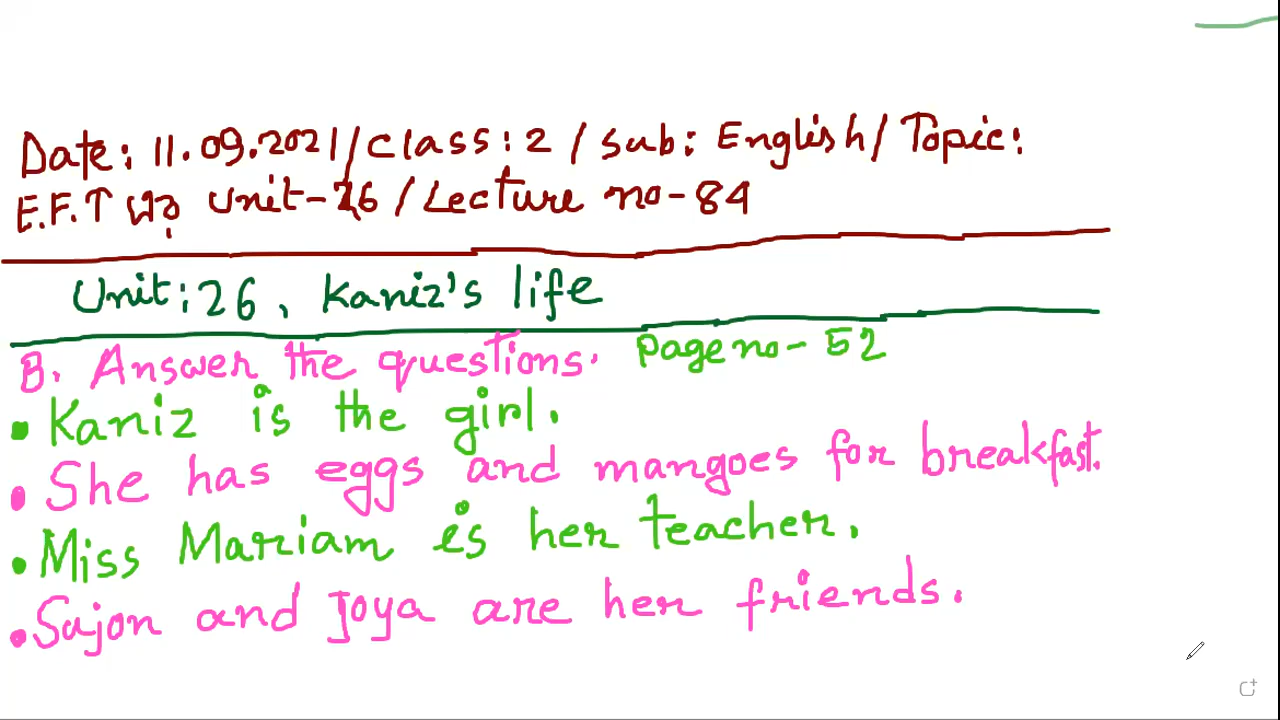 Date: 11.09.2021/Class: 2 / Sub: English/ Topic:
E.F.T Unit-26 / Lecture no-84
Unit: 26, Kaniz's life
B. Answer the questions. Page no- 52
• Kaniz is the girl.
• She has eggs and mangoes for breakfast.
• Miss Mariam is her teacher.
• Sajon and Joya are her friends.